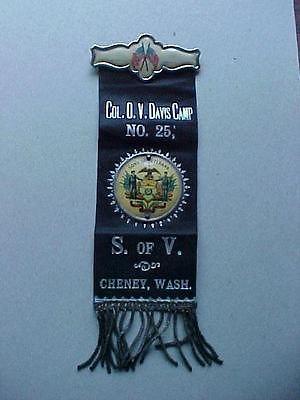 COL. O. V. DAVIS CAMP
NO. 25,
S. OF V.
CHENEY, WASH.